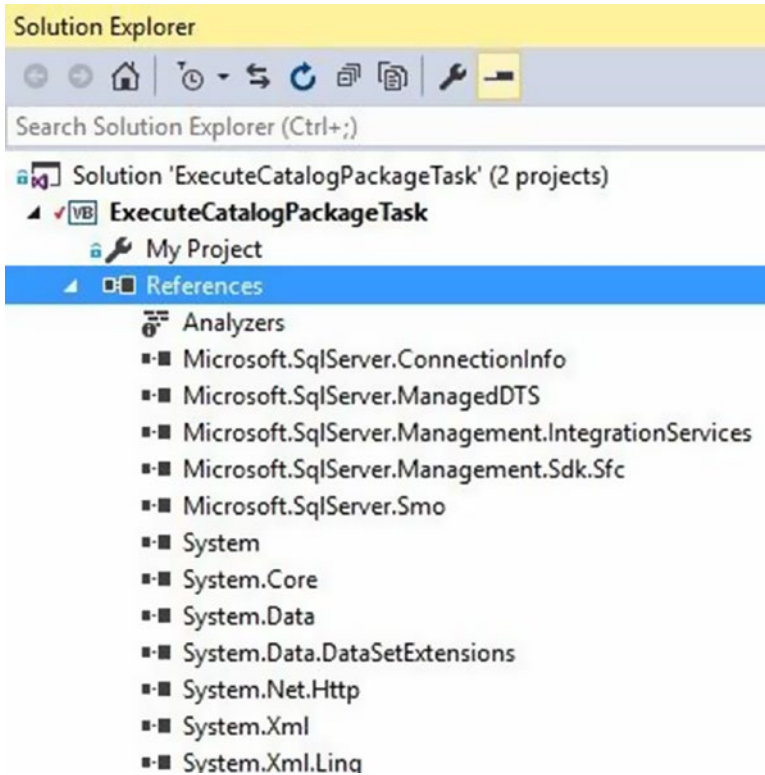 Solution Explorer
Search Solution Explorer (Ctrl+;)
Solution 'ExecuteCatalogPackageTask' (2 projects)
VB ExecuteCatalogPackageTask
My Project
References
Analyzers
Microsoft.SqlServer.ConnectionInfo
Microsoft.SqlServer.ManagedDTS
Microsoft.SqlServer.Management.IntegrationServices
Microsoft.SqlServer.Management.Sdk.Sfc
Microsoft.SqlServer.Smo
System
System.Core
System.Data
System.Data.DataSetExtensions
System.Net.Http
System.Xml
System.Xml.Linq